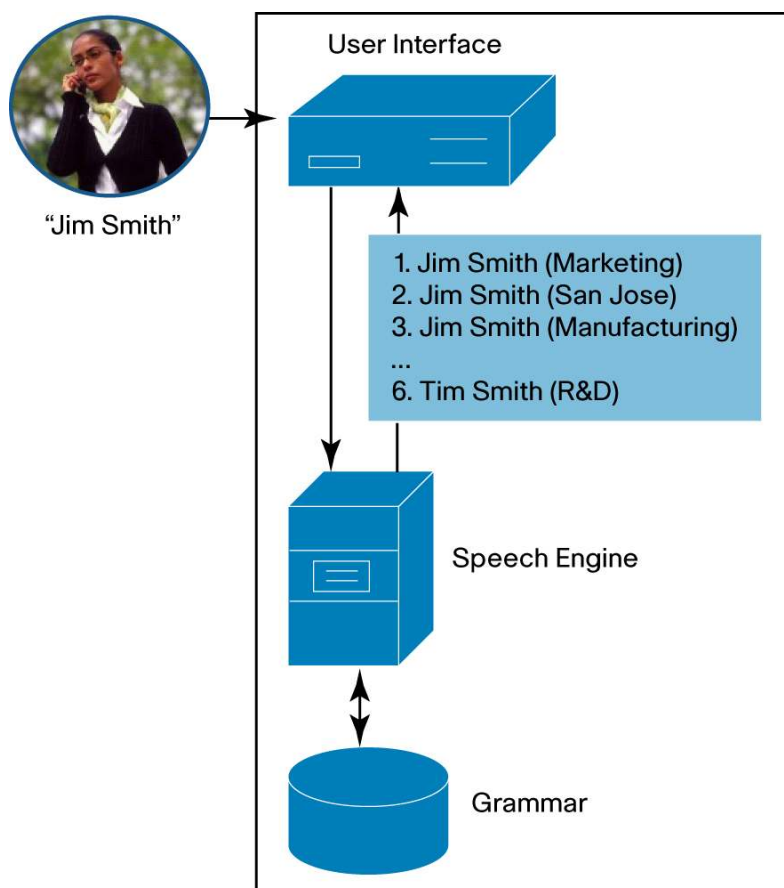 User Interface
“Jim Smith”
1. Jim Smith (Marketing)
2. Jim Smith (San Jose)
3. Jim Smith (Manufacturing)
...
6. Tim Smith (R&D)
Speech Engine
Grammar